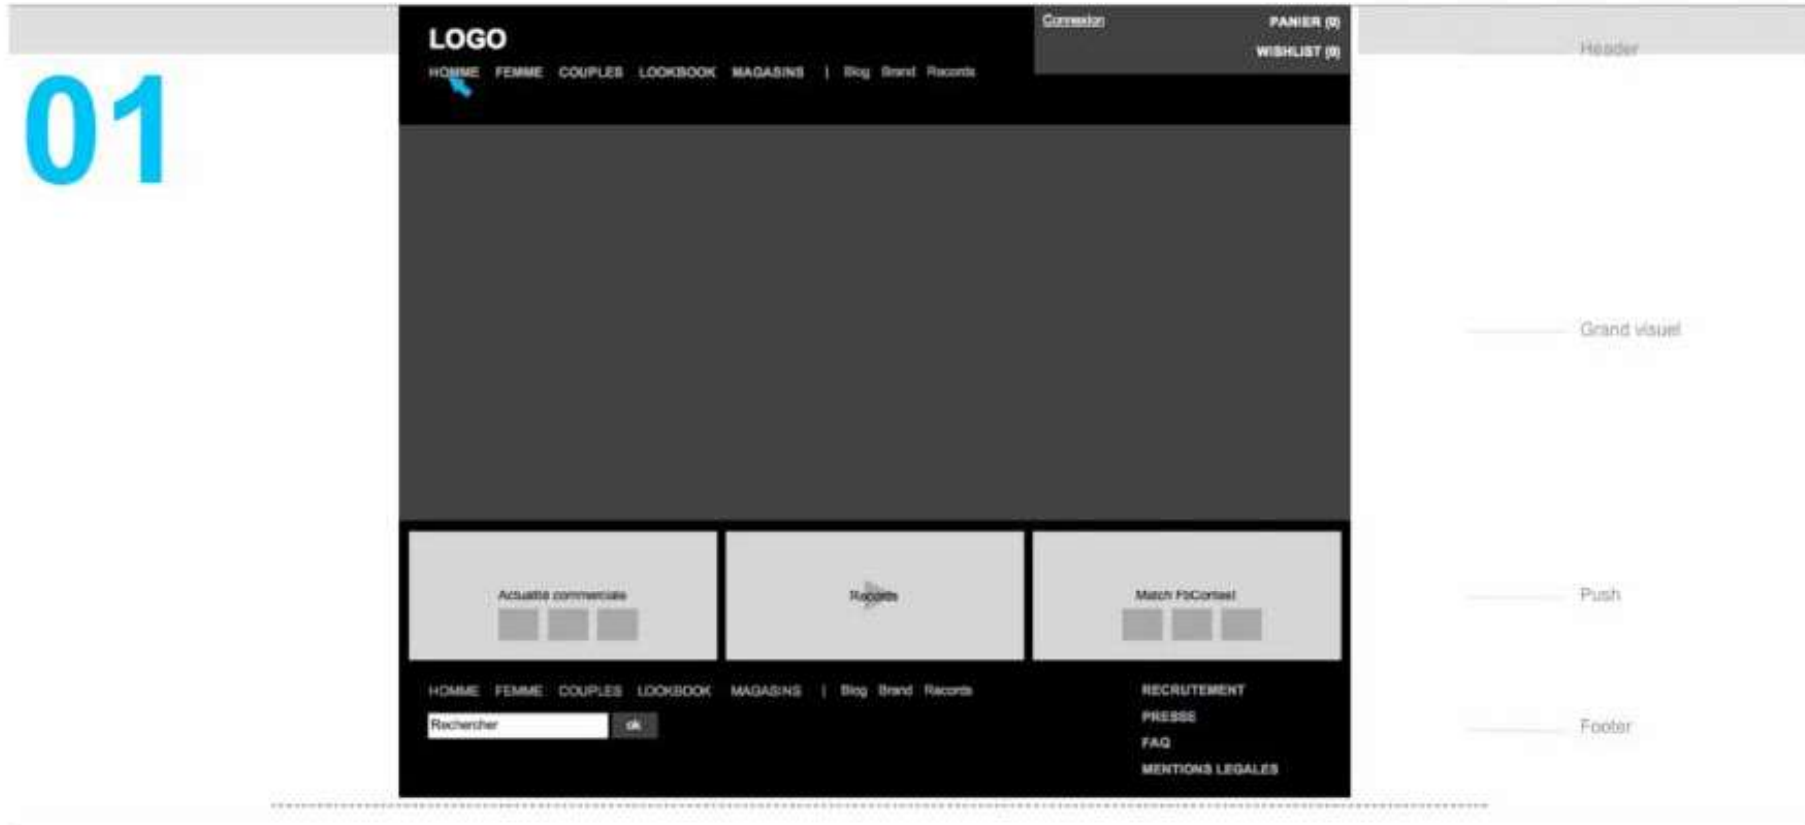 01
LOGO
HOMME FEMME COUPLES LOOKBOOK MAGASINS | Blog Brand Records
Connexion
PANIER (0)
WISHLIST (0)
Header
Grand visuel
Actualité commerciale
Records
Match FbContest
Push
HOMME FEMME COUPLES LOOKBOOK MAGASINS | Blog Brand Records
Rechercher ok
RECRUTEMENT
PRESSE
FAQ
MENTIONS LEGALES
Footer